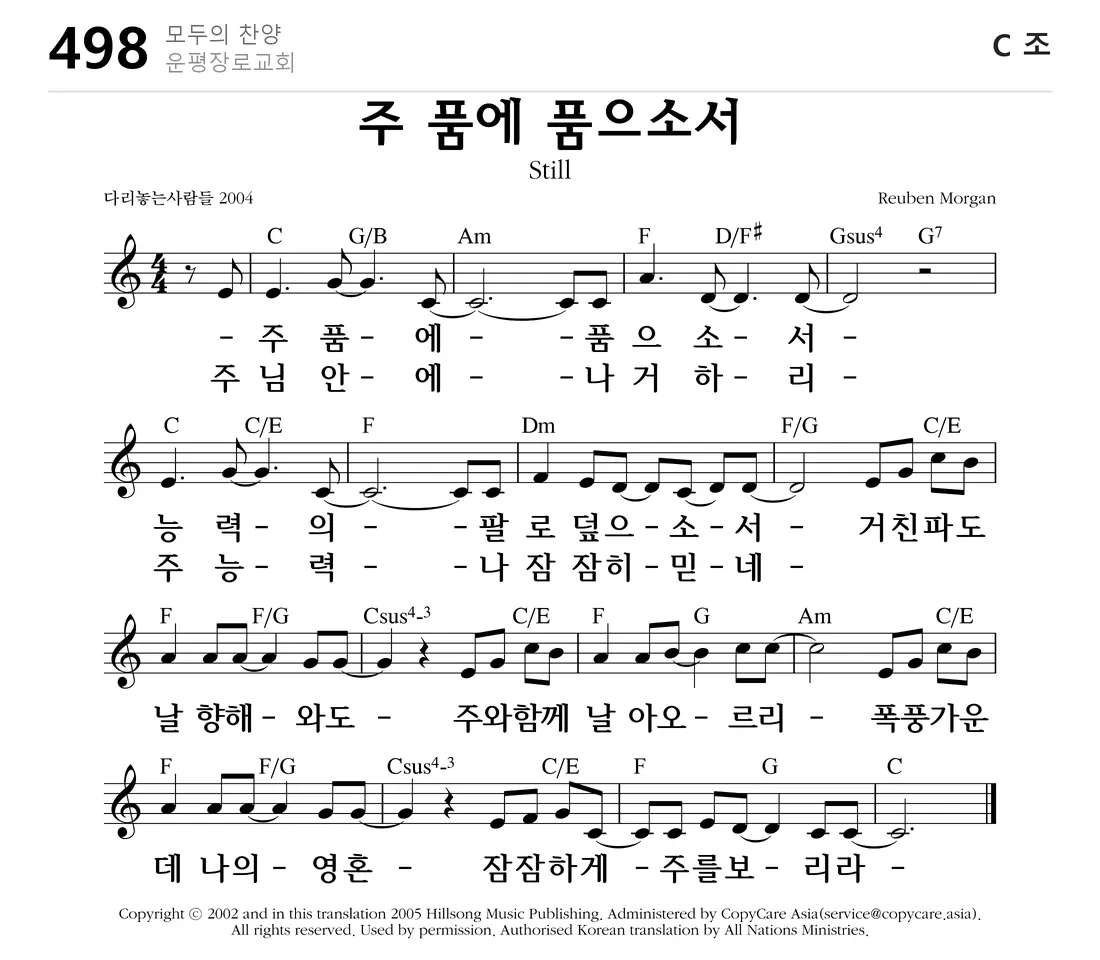 498 모두의 찬양
운평장로교회
C 조
주 품에 품으소서
Still
다리놓는사람들 2004 Reuben Morgan
C G/B Am F D/F♯ Gsus4 G7
- 주 품 - 에 - - 품 으 소 - 서 -
주 님 안 - 에 - - 나 거 하 - 리 -
C C/E F Dm F/G C/E
능 력 - 의 - - 팔 로 덮으 - 소 - 서 - 거친파도
주 능 - 력 - - 나 잠 잠히 - 믿 - 네 -
F F/G Csus4-3 C/E F G Am C/E
날 향해 - 와도 - 주와함께 날 아오 - 르리 - 폭풍가운
F F/G Csus4-3 C/E F G C
데 나의 - 영혼 - 잠잠하게 - 주를보 - 리라 -
Copyright ⓒ 2002 and in this translation 2005 Hillsong Music Publishing. Administered by CopyCare Asia(service@copycare.asia).
All rights reserved. Used by permission. Authorised Korean translation by All Nations Ministries.